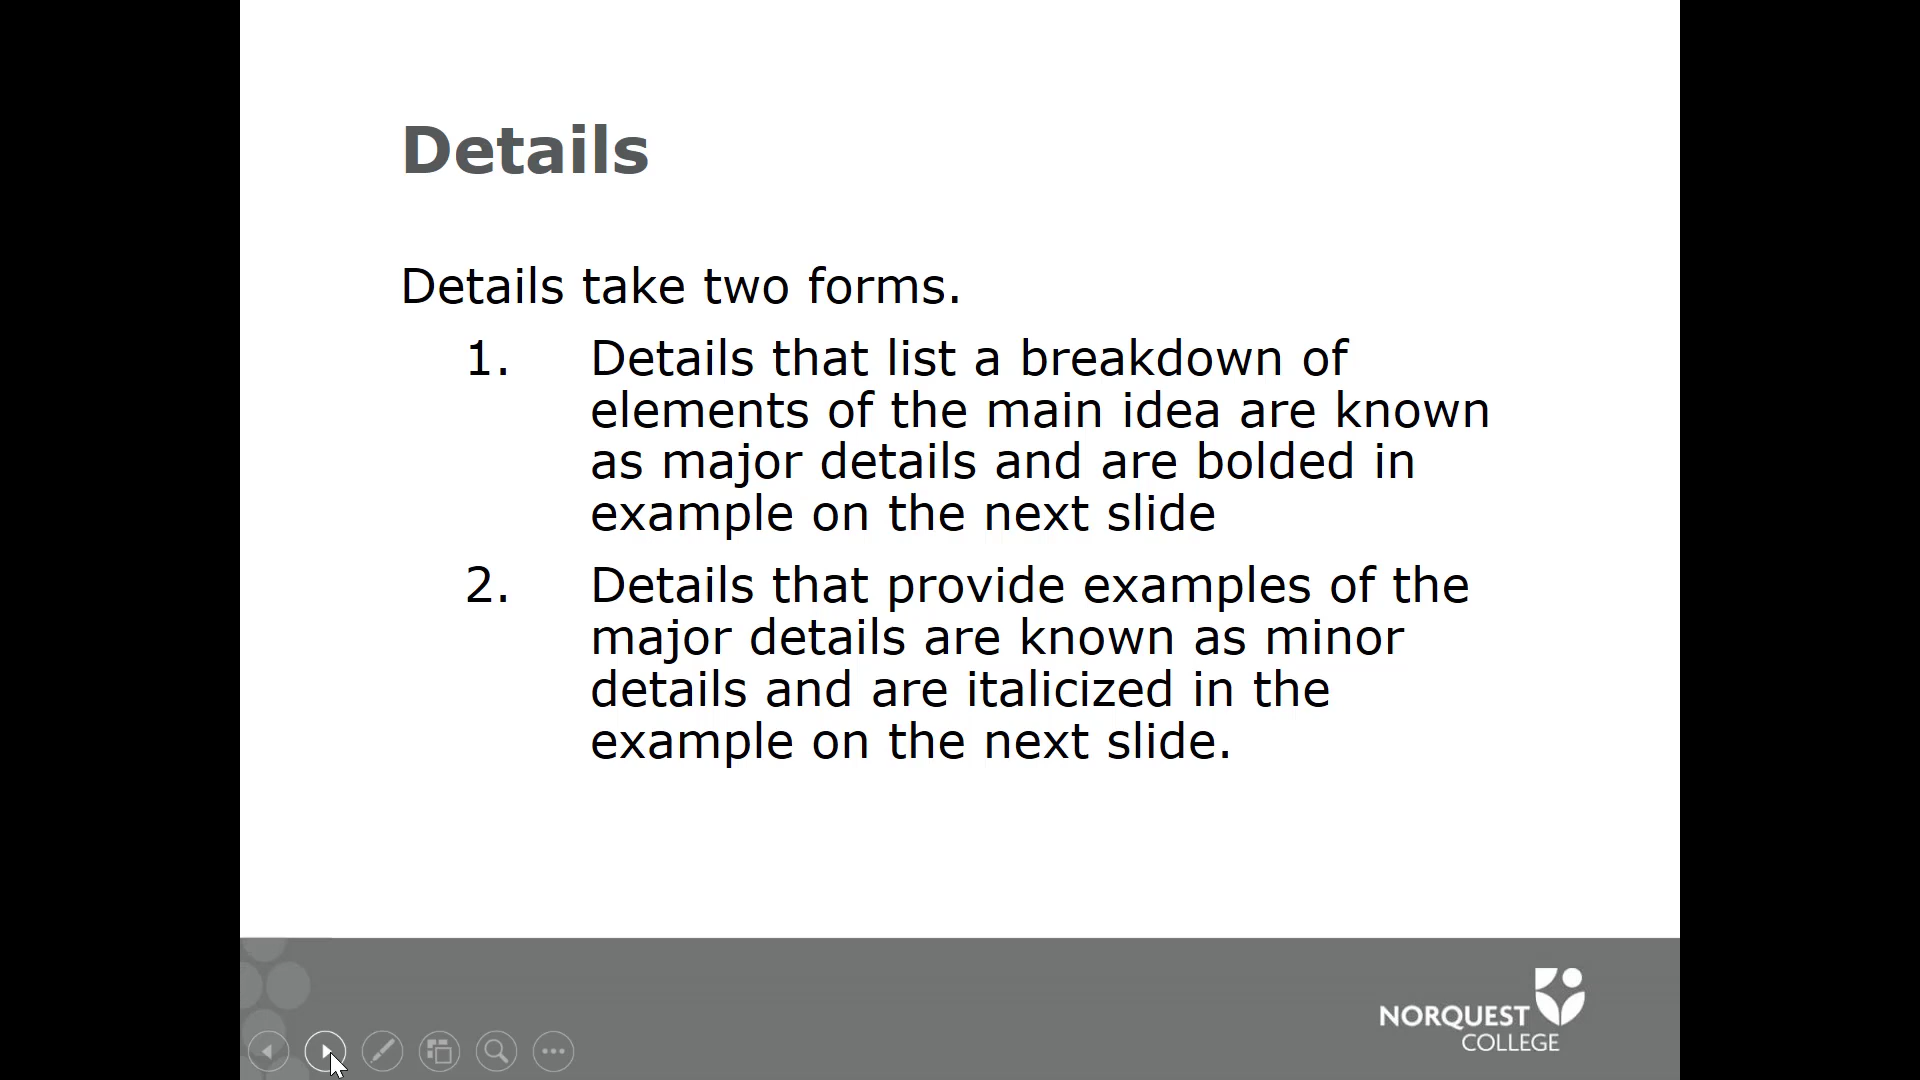 Details
Details take two forms.
1. Details that list a breakdown of
elements of the main idea are known
as major details and are bolded in
example on the next slide
2. Details that provide examples of the
major details are known as minor
details and are italicized in the
example on the next slide.
NORQUEST
COLLEGE